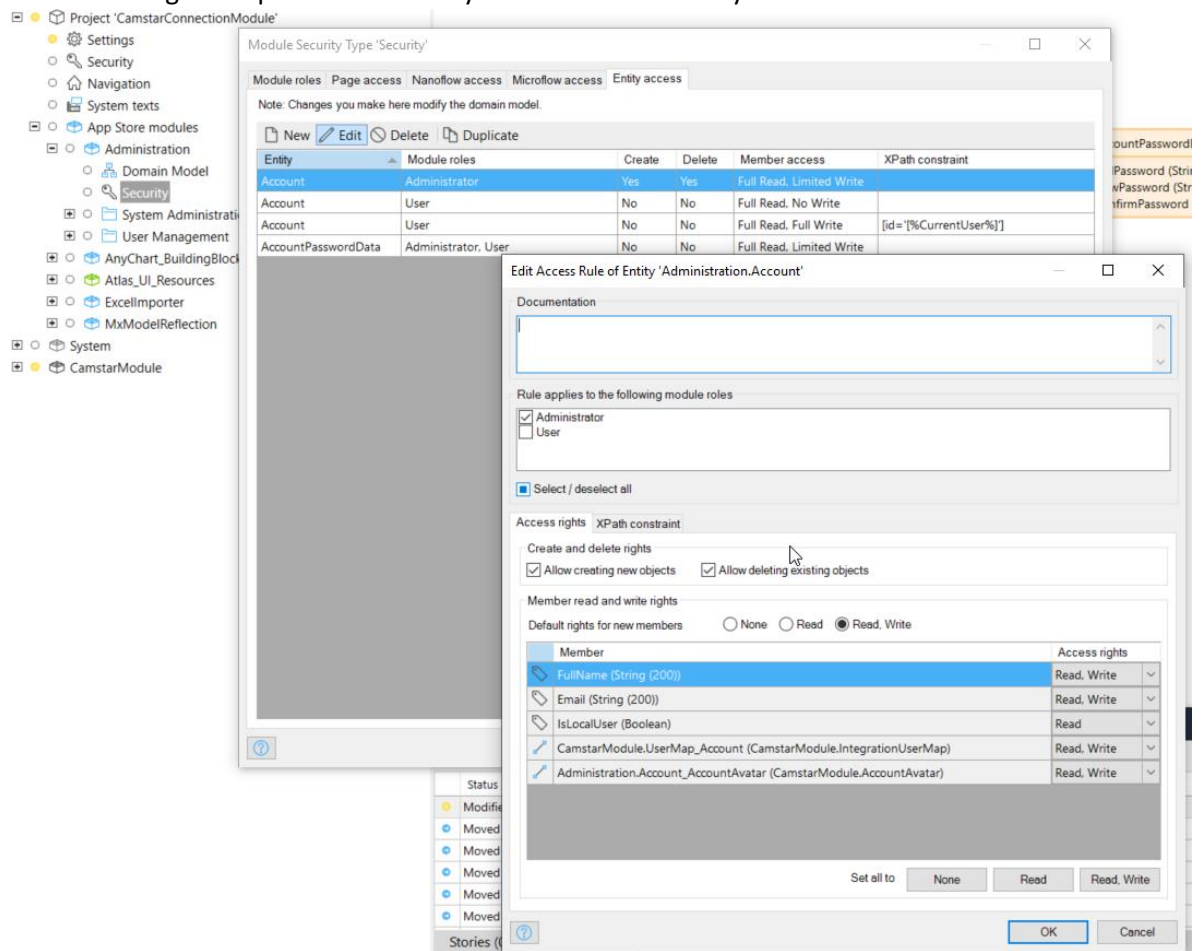 Project 'CamstarConnectionModule'
Settings
Security
Navigation
System texts
App Store modules
Administration
Domain Model
Security
System Administrati
User Management
AnyChart_BuildingBlock
Atlas_UI_Resources
ExcelImporter
MxModelReflection
System
CamstarModule
Module Security Type 'Security'
Module roles Page access Nanoflow access Microflow access Entity access
Note: Changes you make here modify the domain model.
New Edit Delete Duplicate
Entity Module roles Create Delete Member access XPath constraint
Account Administrator Yes Yes Full Read, Limited Write
Account User No No Full Read, No Write
Account User No No Full Read, Full Write [id='[%CurrentUser%]']
AccountPasswordData Administrator, User No No Full Read, Limited Write
ountPasswordI
Password (Strin
wPassword (Str
nfirmPassword
Edit Access Rule of Entity 'Administration.Account'
Documentation
Rule applies to the following module roles
Administrator
User
Select / deselect all
Access rights XPath constraint
Create and delete rights
Allow creating new objects Allow deleting existing objects
Member read and write rights
Default rights for new members None Read Read, Write
Member Access rights
FullName (String (200)) Read, Write
Email (String (200)) Read, Write
IsLocalUser (Boolean) Read
CamstarModule.UserMap_Account (CamstarModule.IntegrationUserMap) Read, Write
Administration.Account_AccountAvatar (CamstarModule.AccountAvatar) Read, Write
Set all to None Read Read, Write
OK Cancel
Status
Modifie
Moved
Moved
Moved
Moved
Moved
Stories (